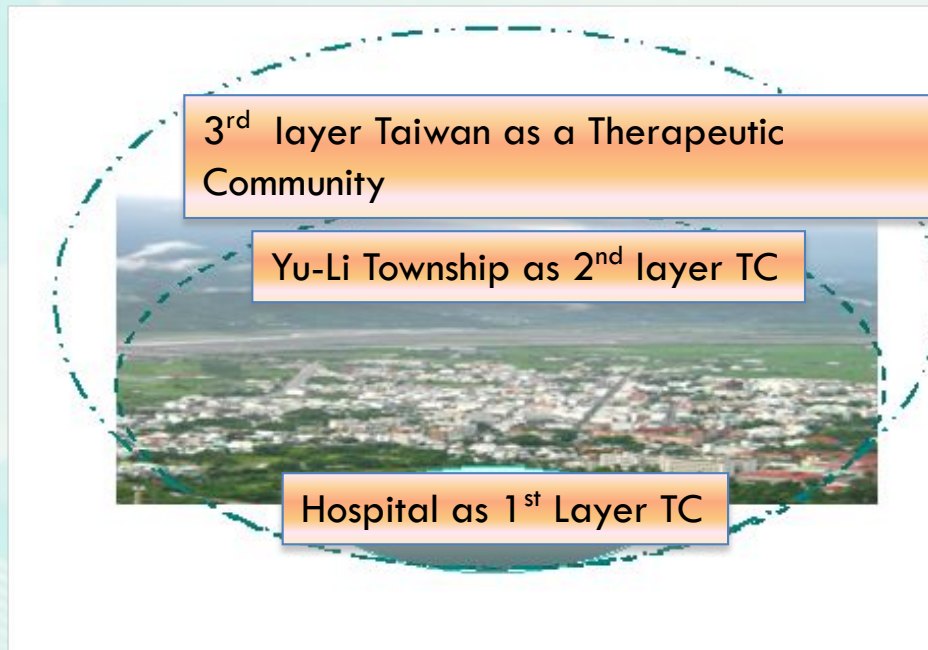 3rd layer Taiwan as a Therapeutic
Community
Yu-Li Township as 2nd layer TC
Hospital as 1st Layer TC